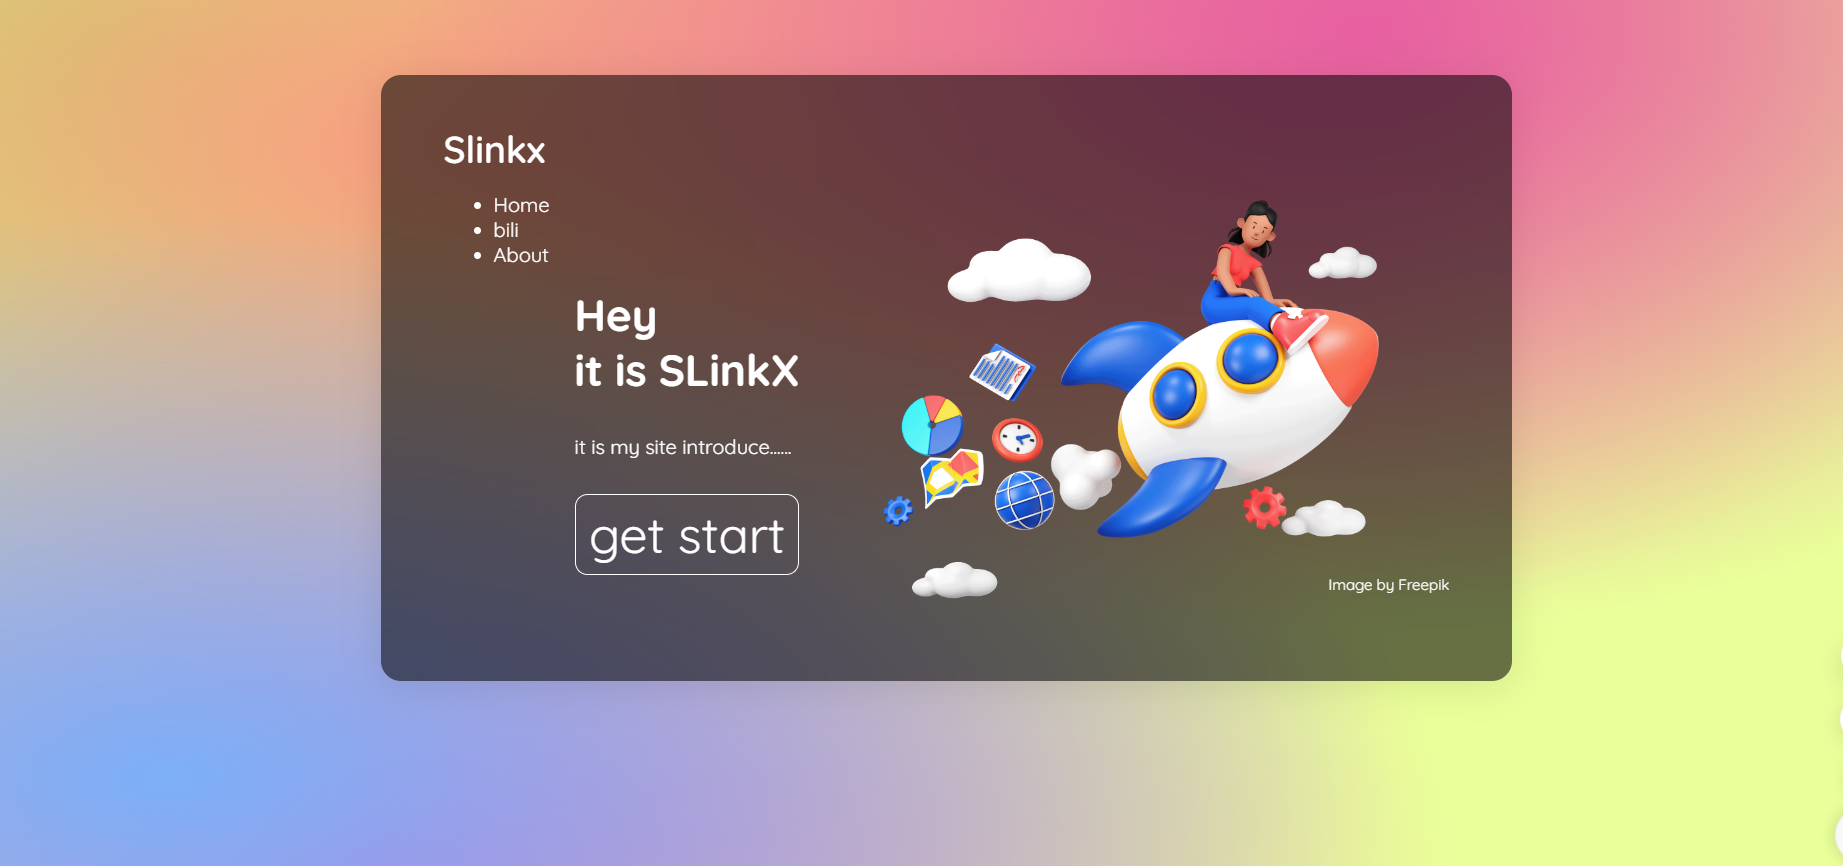 Slinkx
Home
bili
About
Hey
it is SLinkX
it is my site introduce......
get start
Image by Freepik